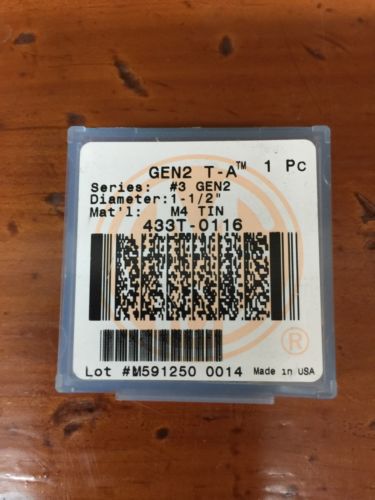 GEN2 T-A™ 1 Pc
Series: #3 GEN2
Diameter:1-1/2"
Mat'l: M4 TIN
433T-0116
®
Lot #M591250 0014 Made in USA